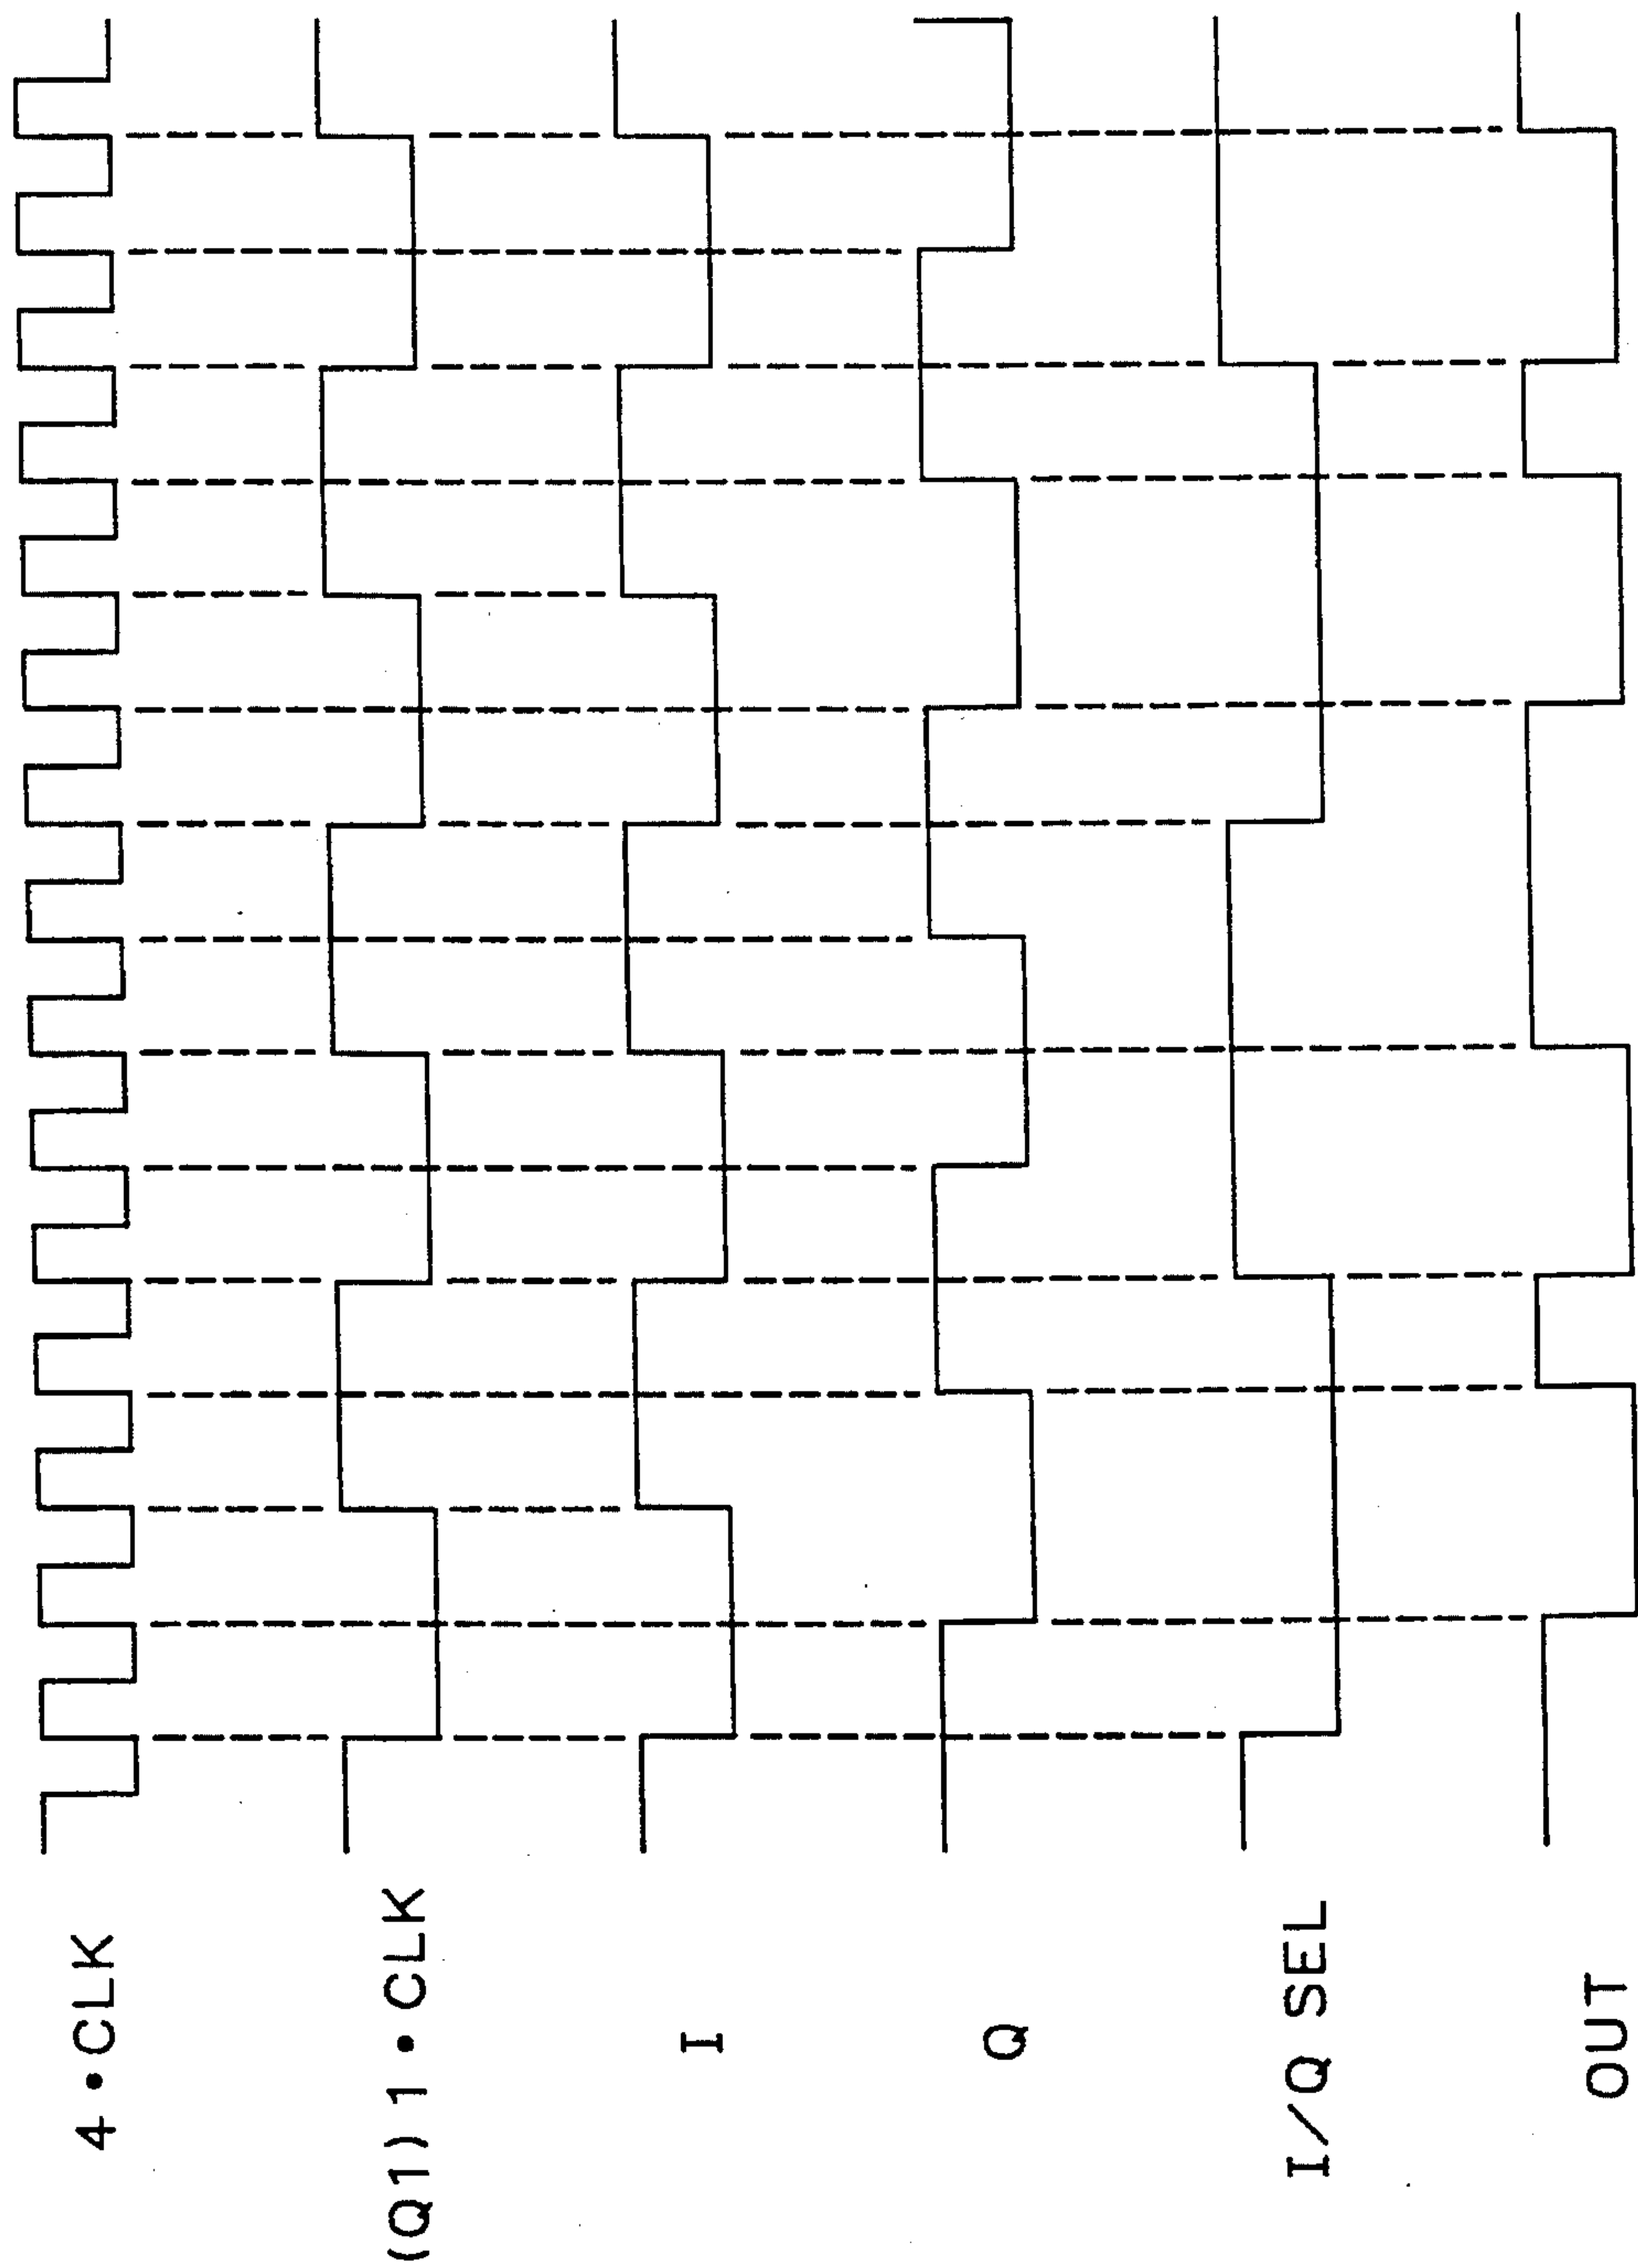 4•CLK
(Q1) 1•CLK
I
Q
I/Q SEL
OUT